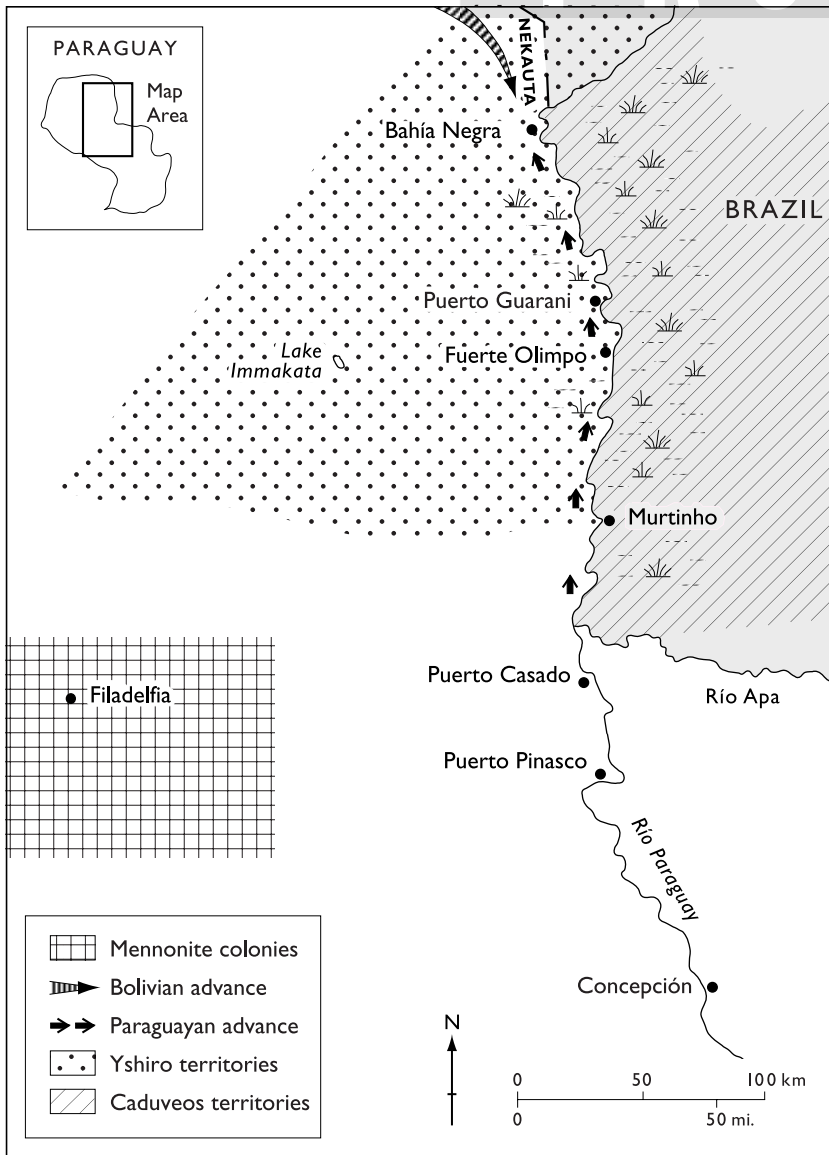 PARAGUAY
Map
Area
NEKAUTA
Bahía Negra
BRAZIL
Puerto Guarani
Fuerte Olimpo
Lake
Immakata
Murtinho
Filadelfia
Puerto Casado
Río Apa
Puerto Pinasco
Río Paraguay
Concepción
Mennonite colonies
Bolivian advance
Paraguayan advance
Yshiro territories
Caduveos territories
N
0 50 100 km
0 50 mi.